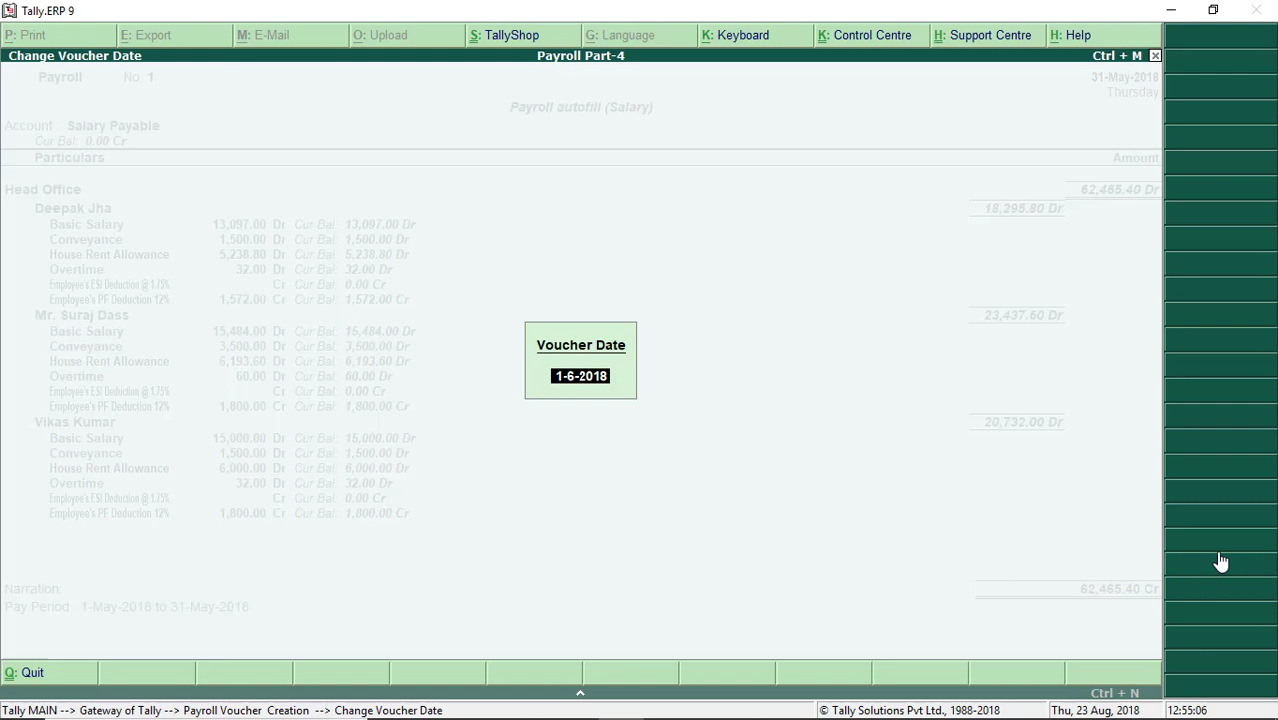 Tally.ERP 9
P: Print E: Export M: E-Mail O: Upload S: TallyShop G: Language K: Keyboard K: Control Centre H: Support Centre H: Help
Change Voucher Date Payroll Part-4 Ctrl + M
Payroll No 1 31-May-2018
Thursday
Payroll autofill (Salary)
Account Salary Payable
Cur Bal: 0.00 Cr
Particulars Amount
Head Office 62,465.40 Dr
Deepak Jha 18,295.80 Dr
Basic Salary 13,097.00 Dr Cur Bal: 13,097.00 Dr
Conveyance 1,500.00 Dr Cur Bal: 1,500.00 Dr
House Rent Allowance 5,238.80 Dr Cur Bal: 5,238.80 Dr
Overtime 32.00 Dr Cur Bal: 32.00 Dr
Employee's ESI Deduction @ 1.75% Cr Cur Bal: 0.00 Cr
Employee's PF Deduction 12% 1,572.00 Cr Cur Bal: 1,572.00 Cr
Mr. Suraj Dass 23,437.60 Dr
Basic Salary 15,484.00 Dr Cur Bal: 15,484.00 Dr
Conveyance 3,500.00 Dr Cur Bal: 3,500.00 Dr
House Rent Allowance 6,193.60 Dr Cur Bal: 6,193.60 Dr
Overtime 60.00 Dr Cur Bal: 60.00 Dr
Employee's ESI Deduction @ 1.75% Cr Cur Bal: 0.00 Cr
Employee's PF Deduction 12% 1,800.00 Cr Cur Bal: 1,800.00 Cr
Vikas Kumar 20,732.00 Dr
Basic Salary 15,000.00 Dr Cur Bal: 15,000.00 Dr
Conveyance 1,500.00 Dr Cur Bal: 1,500.00 Dr
House Rent Allowance 6,000.00 Dr Cur Bal: 6,000.00 Dr
Overtime 32.00 Dr Cur Bal: 32.00 Dr
Employee's ESI Deduction @ 1.75% Cr Cur Bal: 0.00 Cr
Employee's PF Deduction 12% 1,800.00 Cr Cur Bal: 1,800.00 Cr
Voucher Date
1-6-2018
Narration: 62,465.40 Cr
Pay Period : 1-May-2018 to 31-May-2018
Q: Quit
Ctrl + N
Tally MAIN --> Gateway of Tally --> Payroll Voucher Creation --> Change Voucher Date © Tally Solutions Pvt Ltd., 1988-2018 Thu, 23 Aug, 2018 12:55:06